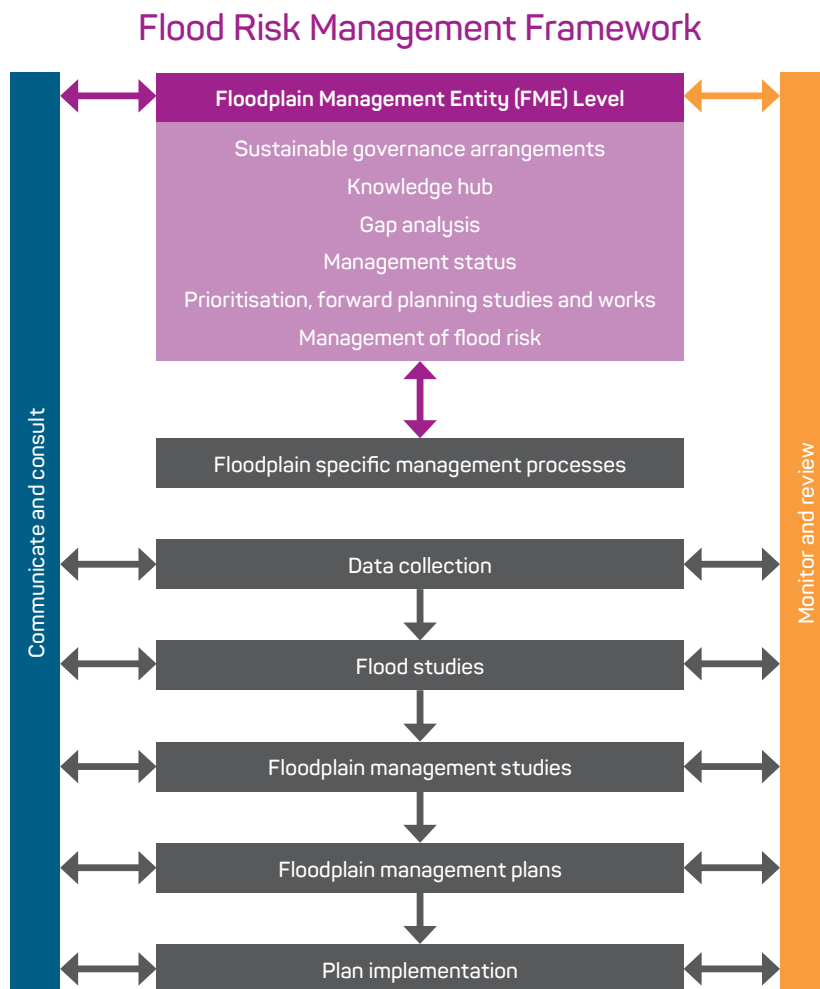 Flood Risk Management Framework
Floodplain Management Entity (FME) Level
Sustainable governance arrangements
Knowledge hub
Gap analysis
Management status
Prioritisation, forward planning studies and works
Management of flood risk
Communicate and consult
Monitor and review
Floodplain specific management processes
Data collection
Flood studies
Floodplain management studies
Floodplain management plans
Plan implementation